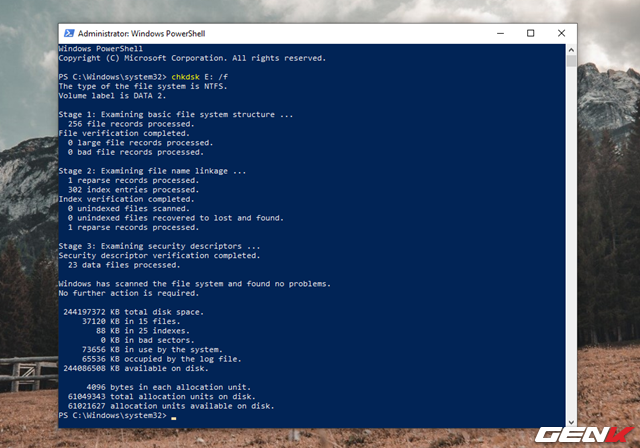 Administrator: Windows PowerShell
Windows PowerShell
Copyright (C) Microsoft Corporation. All rights reserved.
PS C:\Windows\system32> chkdsk E: /f
The type of the file system is NTFS.
Volume label is DATA 2.
Stage 1: Examining basic file system structure ...
256 file records processed.
File verification completed.
0 large file records processed.
0 bad file records processed.
Stage 2: Examining file name linkage ...
1 reparse records processed.
302 index entries processed.
Index verification completed.
0 unindexed files scanned.
0 unindexed files recovered to lost and found.
1 reparse records processed.
Stage 3: Examining security descriptors ...
Security descriptor verification completed.
23 data files processed.
Windows has scanned the file system and found no problems.
No further action is required.
244197372 KB total disk space.
37120 KB in 15 files.
88 KB in 25 indexes.
0 KB in bad sectors.
73656 KB in use by the system.
65536 KB occupied by the log file.
244086508 KB available on disk.
4096 bytes in each allocation unit.
61049343 total allocation units on disk.
61021627 allocation units available on disk.
PS C:\Windows\system32>
GENK